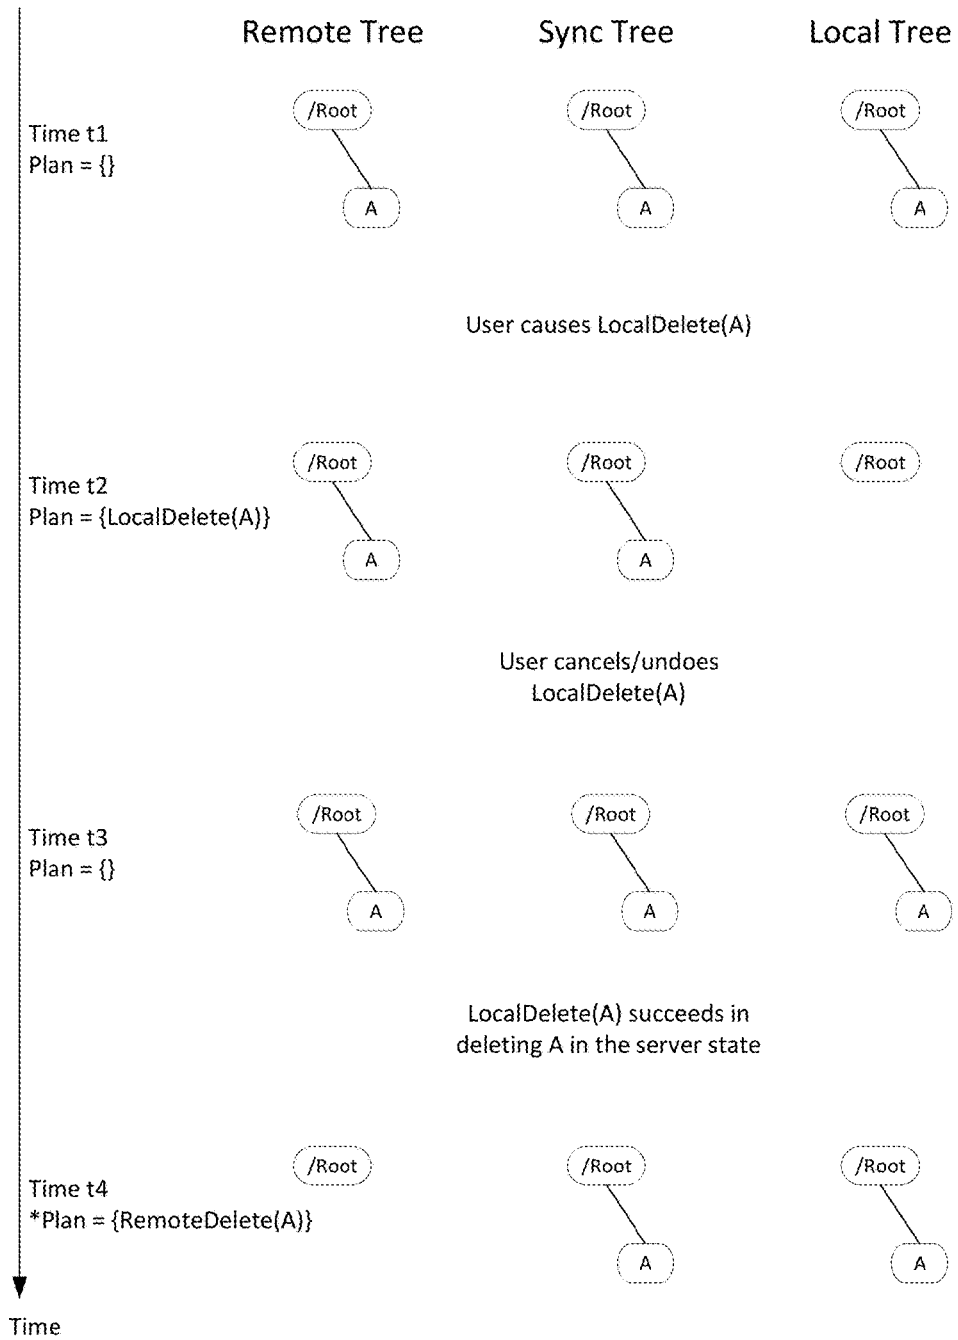 Remote Tree
Sync Tree
Local Tree
/Root
/Root
/Root
Time t1
Plan = {}
A
A
A
User causes LocalDelete(A)
/Root
/Root
/Root
Time t2
Plan = {LocalDelete(A)}
A
A
User cancels/undoes
LocalDelete(A)
/Root
/Root
/Root
Time t3
Plan = {}
A
A
A
LocalDelete(A) succeeds in
deleting A in the server state
/Root
/Root
/Root
Time t4
*Plan = {RemoteDelete(A)}
A
A
Time